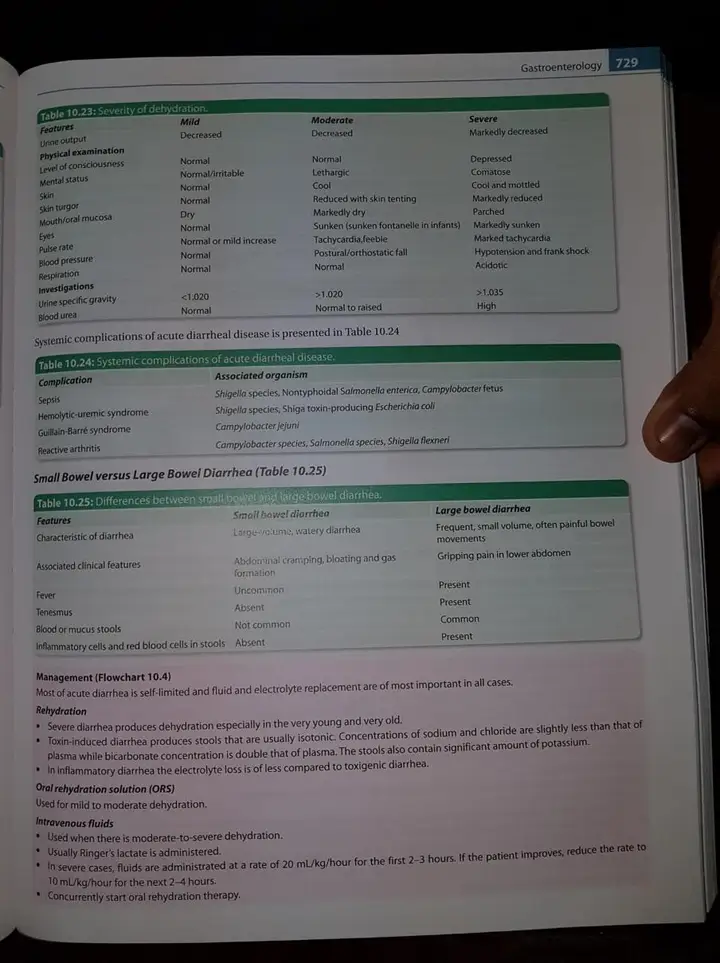 Gastroenterology 729
Table 10.23: Severity of dehydration.
Features Mild Moderate Severe
Urine output Decreased Decreased Markedly decreased
Physical examination
Level of consciousness Normal Normal Depressed
Mental status Normal/irritable Lethargic Comatose
Skin Normal Cool Cool and mottled
Skin turgor Normal Reduced with skin tenting Markedly reduced
Mouth/oral mucosa Dry Markedly dry Parched
Eyes Normal Sunken (sunken fontanelle in infants) Markedly sunken
Pulse rate Normal or mild increase Tachycardia,feeble Marked tachycardia
Blood pressure Normal Postural/orthostatic fall Hypotension and frank shock
Respiration Normal Normal Acidotic
Investigations
Urine specific gravity <1.020 >1.020 >1.035
Blood urea Normal Normal to raised High
Systemic complications of acute diarrheal disease is presented in Table 10.24
Table 10.24: Systemic complications of acute diarrheal disease.
Complication Associated organism
Sepsis Shigella species, Nontyphoidal Salmonella enterica, Campylobacter fetus
Hemolytic-uremic syndrome Shigella species, Shiga toxin-producing Escherichia coli
Guillain-Barré syndrome Campylobacter jejuni
Reactive arthritis Campylobacter species, Salmonella species, Shigella flexneri
Small Bowel versus Large Bowel Diarrhea (Table 10.25)
Table 10.25: Differences between small bowel and large bowel diarrhea.
Features Small bowel diarrhea Large bowel diarrhea
Characteristic of diarrhea Large-volume, watery diarrhea Frequent, small volume, often painful bowel
movements
Associated clinical features Abdominal cramping, bloating and gas Gripping pain in lower abdomen
formation
Fever Uncommon Present
Tenesmus Absent Present
Blood or mucus stools Not common Common
Inflammatory cells and red blood cells in stools Absent Present
Management (Flowchart 10.4)
Most of acute diarrhea is self-limited and fluid and electrolyte replacement are of most important in all cases.
Rehydration
• Severe diarrhea produces dehydration especially in the very young and very old.
• Toxin-induced diarrhea produces stools that are usually isotonic. Concentrations of sodium and chloride are slightly less than that of
plasma while bicarbonate concentration is double that of plasma. The stools also contain significant amount of potassium.
• In inflammatory diarrhea the electrolyte loss is of less compared to toxigenic diarrhea.
Oral rehydration solution (ORS)
Used for mild to moderate dehydration.
Intravenous fluids
• Used when there is moderate-to-severe dehydration.
• Usually Ringer's lactate is administered.
• In severe cases, fluids are administrated at a rate of 20 mL/kg/hour for the first 2–3 hours. If the patient improves, reduce the rate to
10 mL/kg/hour for the next 2–4 hours.
• Concurrently start oral rehydration therapy.